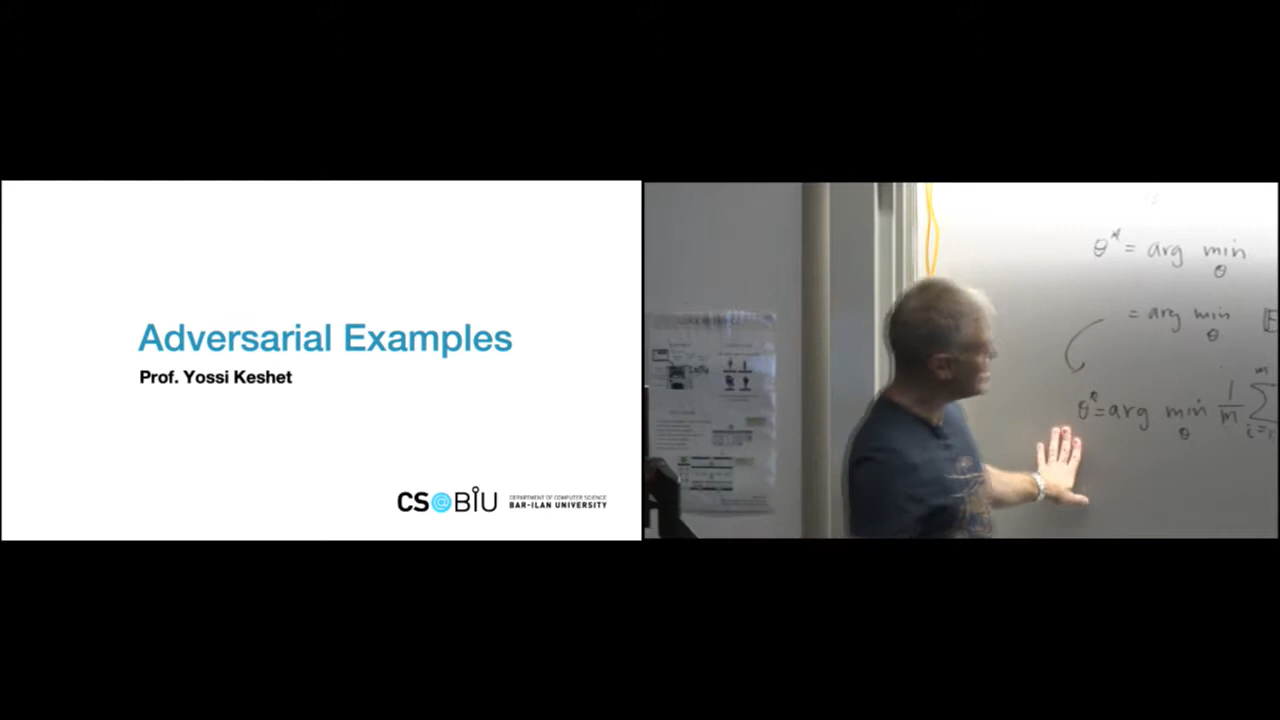 Adversarial Examples
Prof. Yossi Keshet
CS@BIU
DEPARTMENT OF COMPUTER SCIENCE
BAR-ILAN UNIVERSITY
θ* = arg min
θ
= arg min
θ
θ* = arg min 1/m ∑
θ
m
i=1